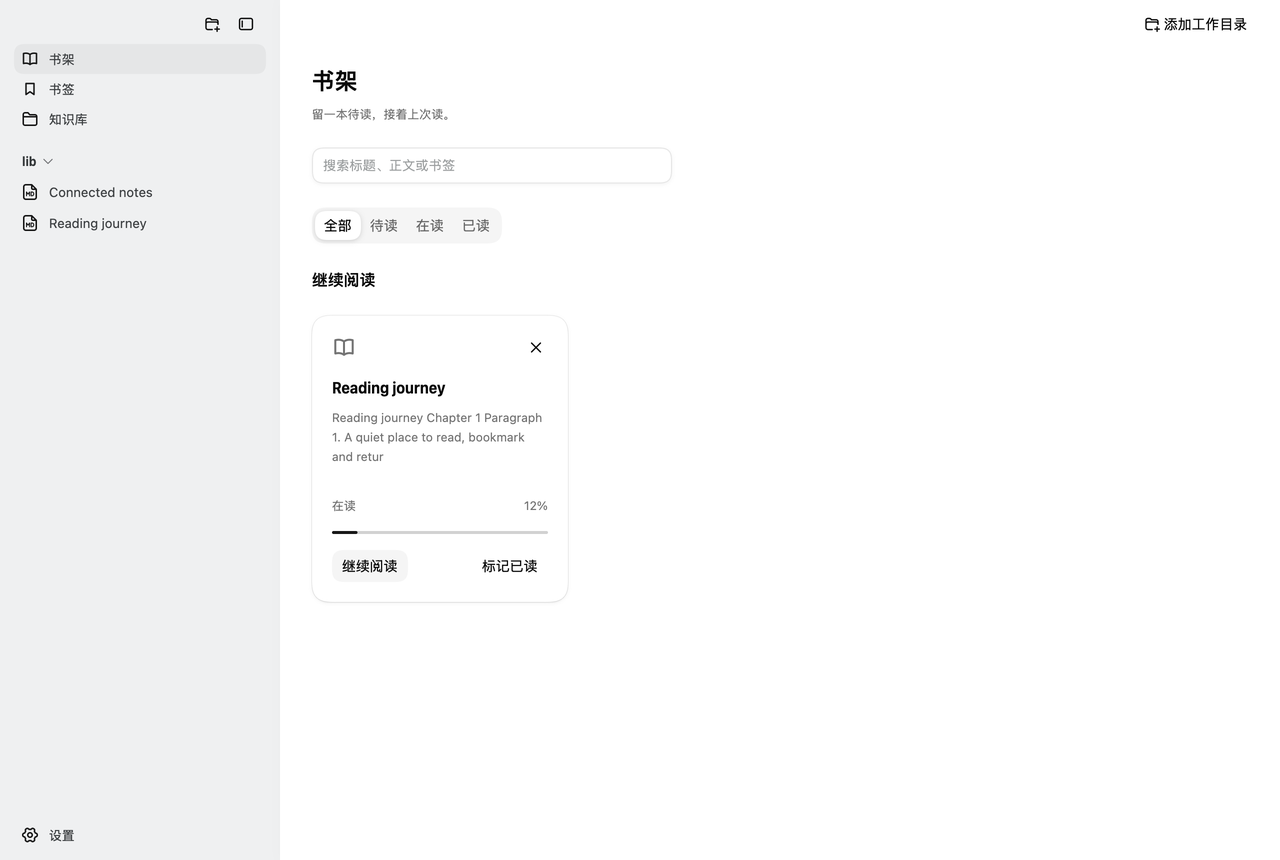 书架
书签
知识库
lib
Connected notes
Reading journey
设置
添加工作目录
书架
留一本待读，接着上次读。
搜索标题、正文或书签
全部 待读 在读 已读
继续阅读
Reading journey
Reading journey Chapter 1 Paragraph
1. A quiet place to read, bookmark
and retur
在读 12%
继续阅读 标记已读